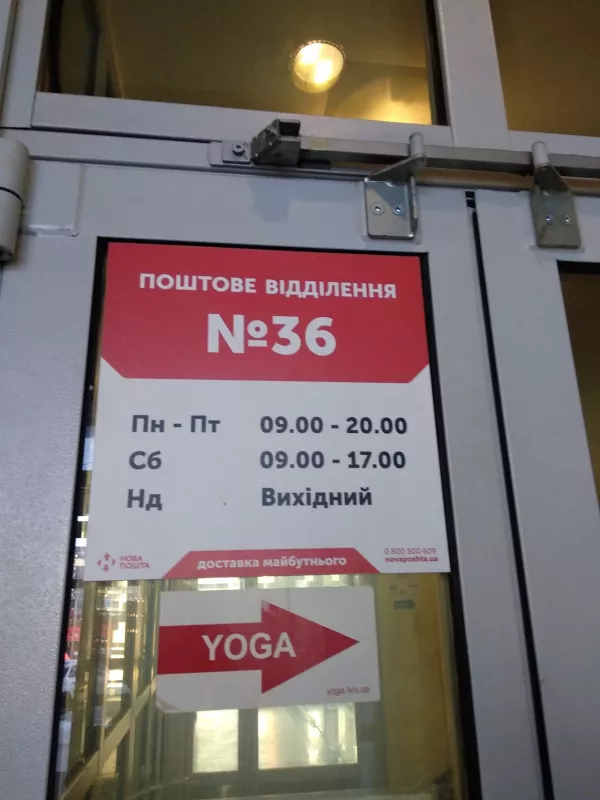 ПОШТОВЕ ВІДДІЛЕННЯ
№36
Пн - Пт 09.00 - 20.00
Сб 09.00 - 17.00
Нд Вихідний
НОВА
ПОШТА
доставка майбутнього
0 800 500 609
novaposhta.ua
YOGA
yoga.lviv.ua